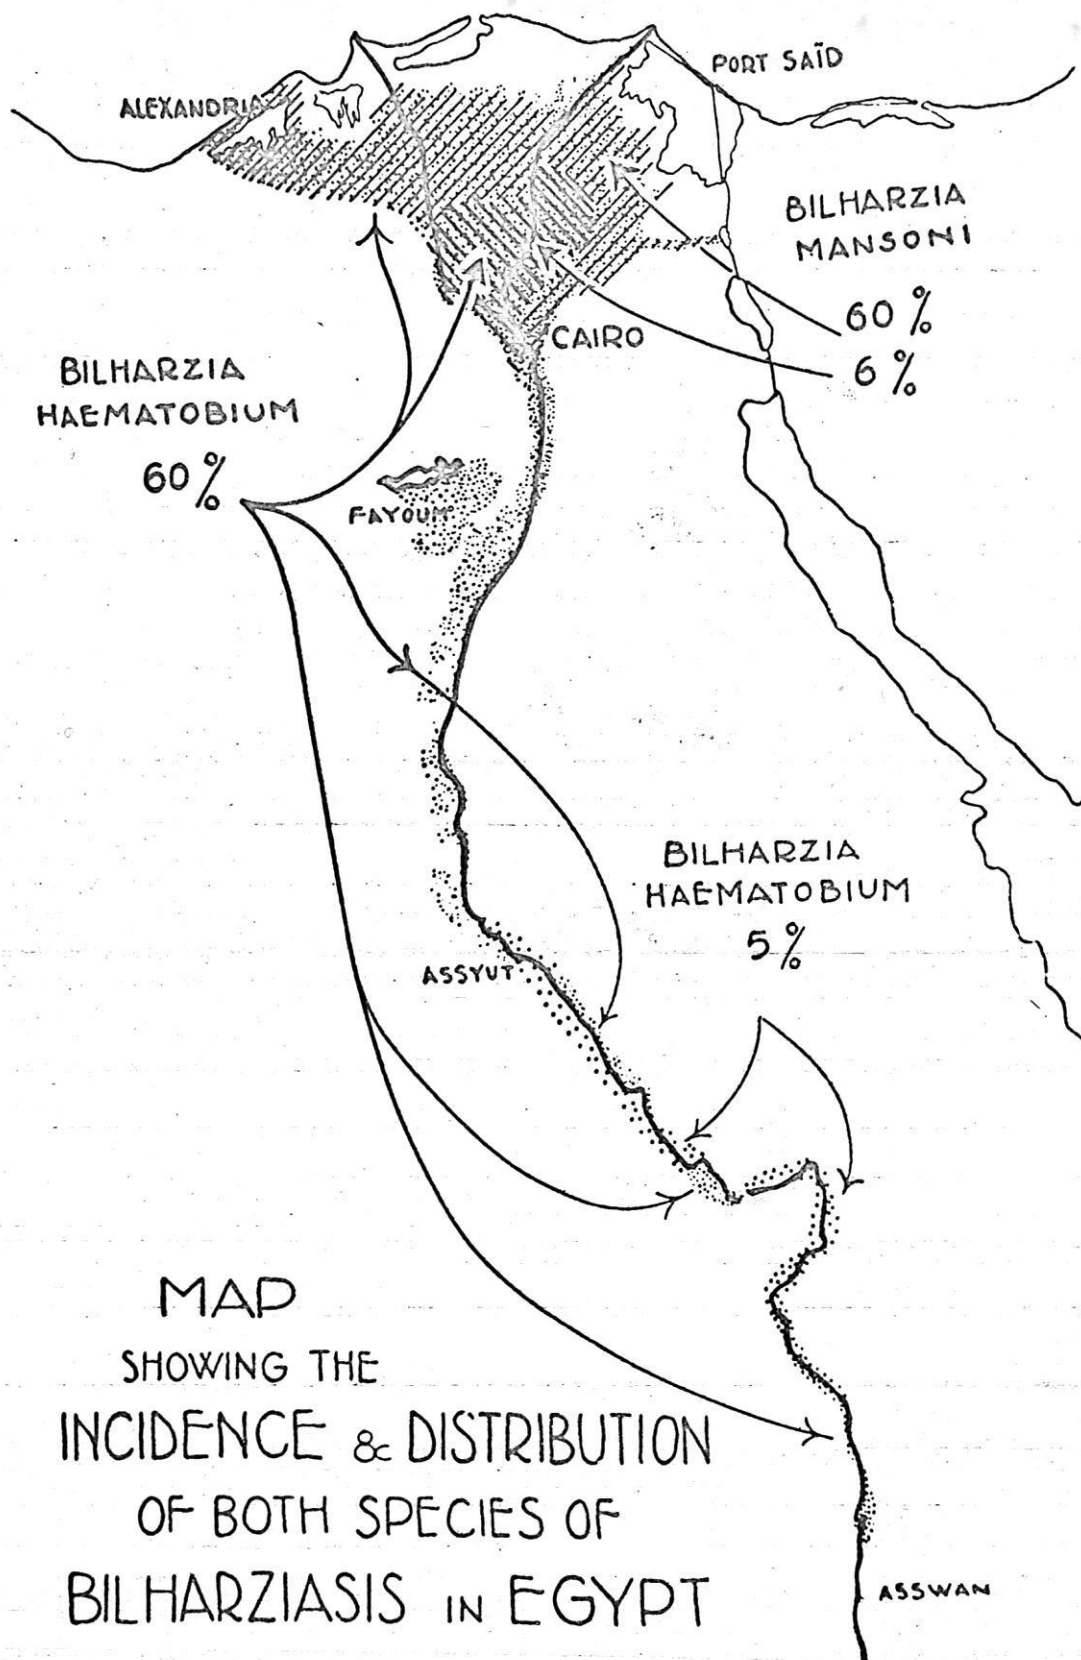 PORT SAÏD
ALEXANDRIA
BILHARZIA
MANSONI
60%
6%
CAIRO
BILHARZIA
HAEMATOBIUM
60%
FAYOUM
BILHARZIA
HAEMATOBIUM
5%
ASSYUT
MAP
SHOWING THE
INCIDENCE & DISTRIBUTION
OF BOTH SPECIES OF
BILHARZIASIS IN EGYPT
ASSWAN